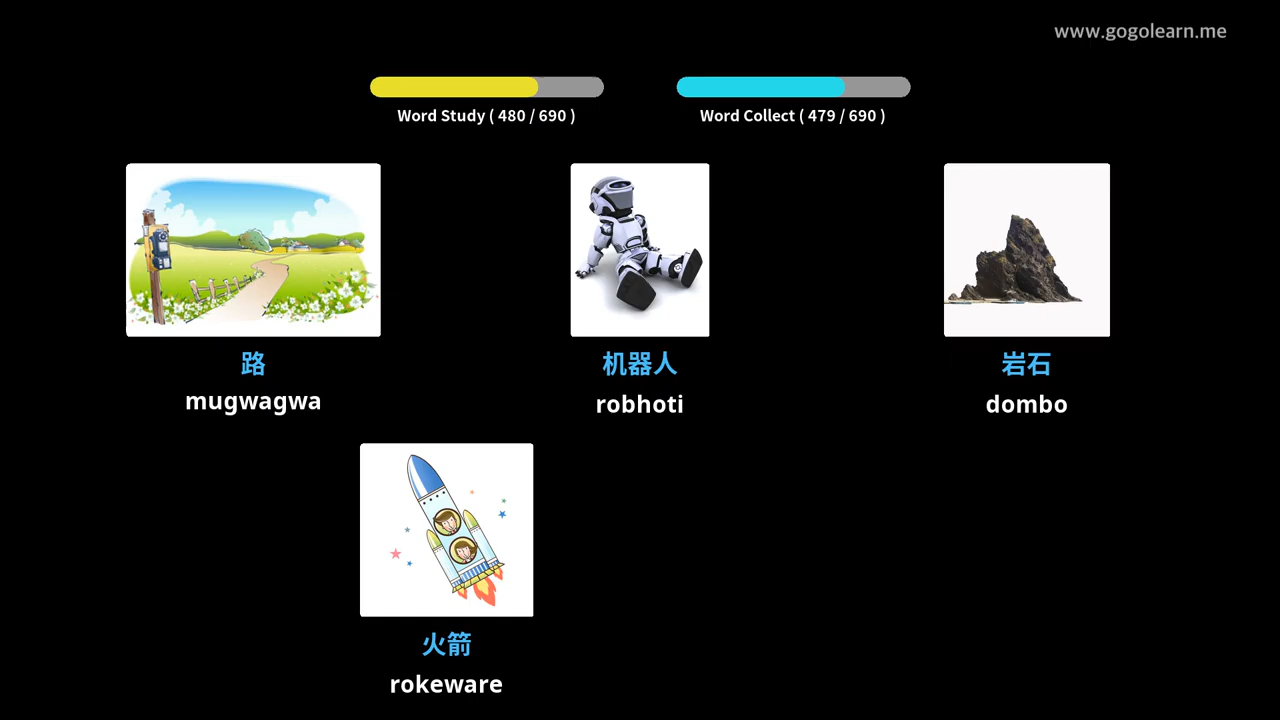 www.gogolearn.me
Word Study ( 480 / 690 )
Word Collect ( 479 / 690 )
路
mugwagwa
机器人
robhoti
岩石
dombo
火箭
rokeware